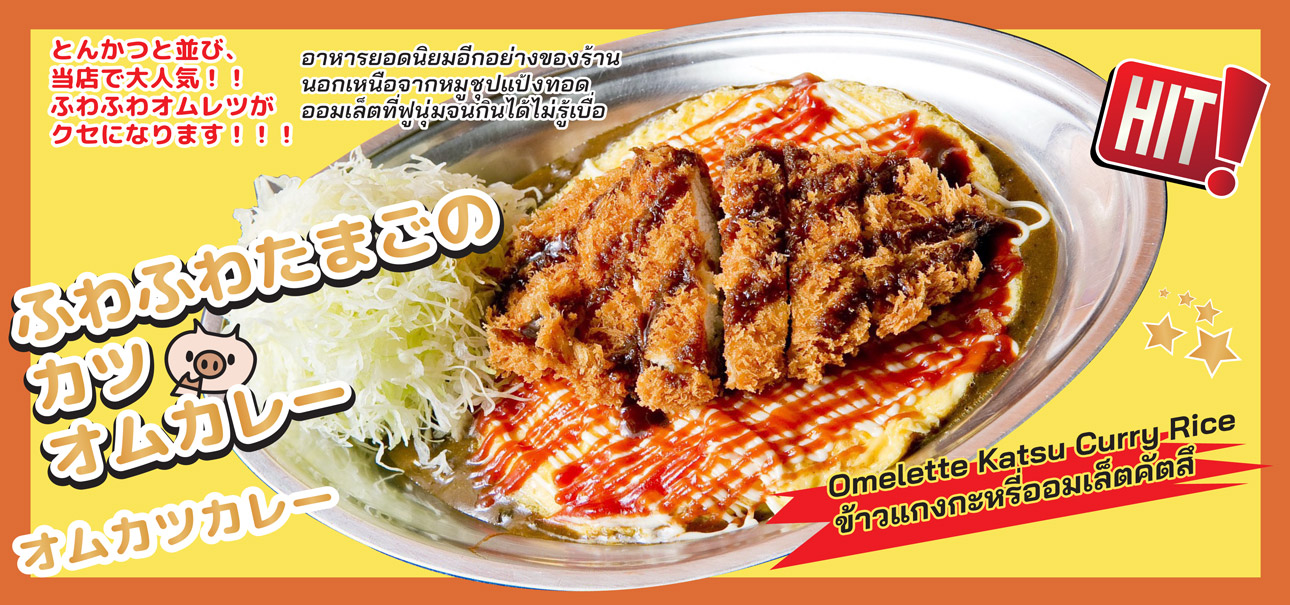 とんかつと並び、
当店で大人気！！
ふわふわオムレツが
クセになります！！！
อาหารยอดนิยมอีกอย่างของร้าน
นอกเหนือจากหมูชุปแป้งทอด
ออมเล็ตที่ฟูนุ่มจนกินได้ไม่รู้เบื่อ
HIT!
ふわふわたまごの
カツ
オムカレー
オムカツカレー
Omelette Katsu Curry Rice
ข้าวแกงกะหรี่ออมเล็ตคัตสึ